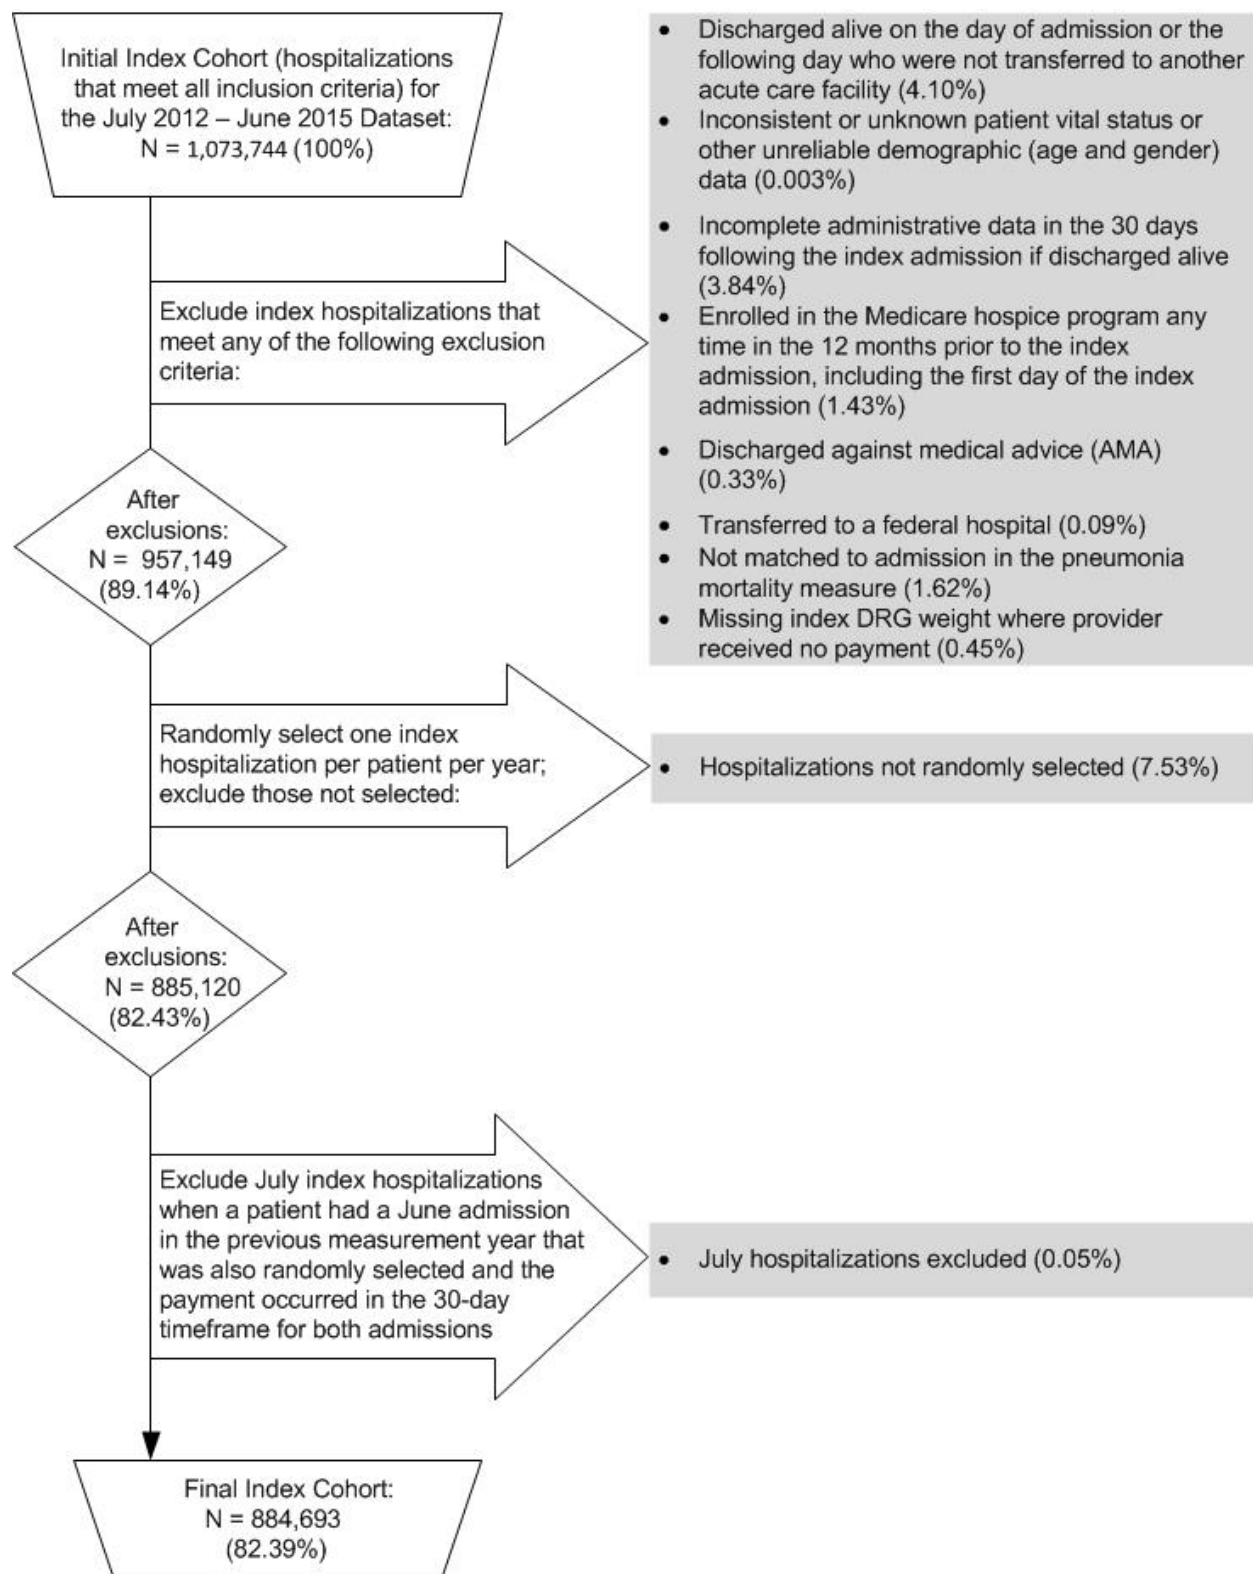 Initial Index Cohort (hospitalizations
that meet all inclusion criteria) for
the July 2012 – June 2015 Dataset:
N = 1,073,744 (100%)
• Discharged alive on the day of admission or the
following day who were not transferred to another
acute care facility (4.10%)
• Inconsistent or unknown patient vital status or
other unreliable demographic (age and gender)
data (0.003%)
• Incomplete administrative data in the 30 days
following the index admission if discharged alive
(3.84%)
• Enrolled in the Medicare hospice program any
time in the 12 months prior to the index
admission, including the first day of the index
admission (1.43%)
• Discharged against medical advice (AMA)
(0.33%)
• Transferred to a federal hospital (0.09%)
• Not matched to admission in the pneumonia
mortality measure (1.62%)
• Missing index DRG weight where provider
received no payment (0.45%)
Exclude index hospitalizations that
meet any of the following exclusion
criteria:
After
exclusions:
N = 957,149
(89.14%)
Randomly select one index
hospitalization per patient per year;
exclude those not selected:
• Hospitalizations not randomly selected (7.53%)
After
exclusions:
N = 885,120
(82.43%)
Exclude July index hospitalizations
when a patient had a June admission
in the previous measurement year that
was also randomly selected and the
payment occurred in the 30-day
timeframe for both admissions
• July hospitalizations excluded (0.05%)
Final Index Cohort:
N = 884,693
(82.39%)